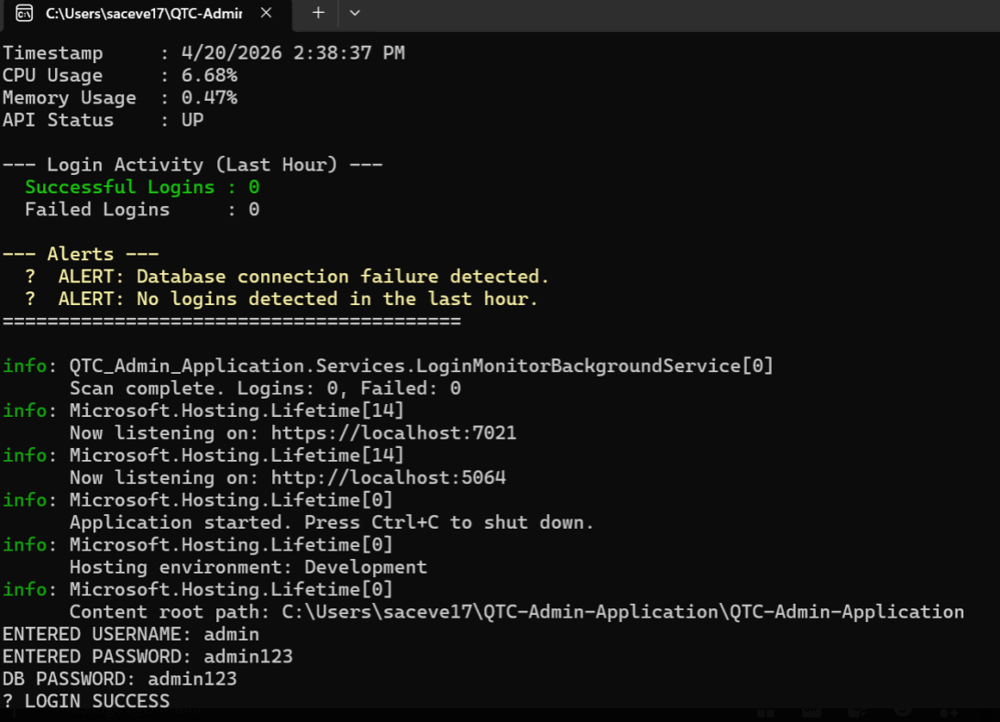 C:\Users\saceve17\QTC-Admir
Timestamp     : 4/20/2026 2:38:37 PM
CPU Usage     : 6.68%
Memory Usage  : 0.47%
API Status    : UP
--- Login Activity (Last Hour) ---
Successful Logins : 0
Failed Logins     : 0
--- Alerts ---
?  ALERT: Database connection failure detected.
?  ALERT: No logins detected in the last hour.
=========================================
info: QTC_Admin_Application.Services.LoginMonitorBackgroundService[0]
Scan complete. Logins: 0, Failed: 0
info: Microsoft.Hosting.Lifetime[14]
Now listening on: https://localhost:7021
info: Microsoft.Hosting.Lifetime[14]
Now listening on: http://localhost:5064
info: Microsoft.Hosting.Lifetime[0]
Application started. Press Ctrl+C to shut down.
info: Microsoft.Hosting.Lifetime[0]
Hosting environment: Development
info: Microsoft.Hosting.Lifetime[0]
Content root path: C:\Users\saceve17\QTC-Admin-Application\QTC-Admin-Application
ENTERED USERNAME: admin
ENTERED PASSWORD: admin123
DB PASSWORD: admin123
? LOGIN SUCCESS